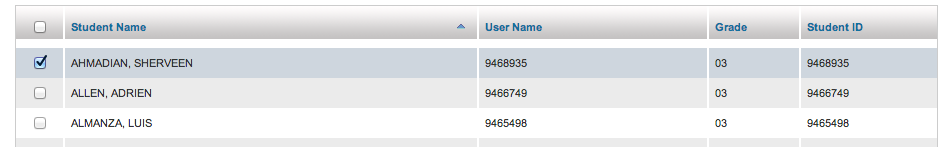 Student Name User Name Grade Student ID
AHMADIAN, SHERVEEN 9468935 03 9468935
ALLEN, ADRIEN 9466749 03 9466749
ALMANZA, LUIS 9465498 03 9465498